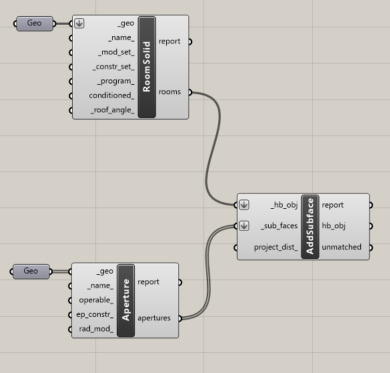 Geo
_geo
_name_
_mod_set_
_constr_set_
_program_
conditioned_
_roof_angle_
RoomSolid
report
rooms
_hb_obj
_sub_faces
project_dist_
AddSubface
report
hb_obj
unmatched
Geo
_geo
_name_
operable_
ep_constr_
rad_mod_
Aperture
report
apertures